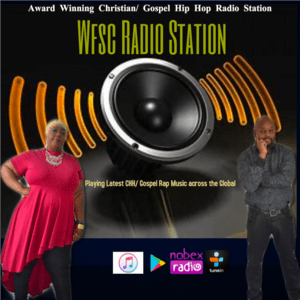 Award Winning Christian/ Gospel Hip Hop Radio Station
WFSC RADIO STATION
Playing Latest CHH/ Gospel Rap Music across the Global
nobex
radio
tunein